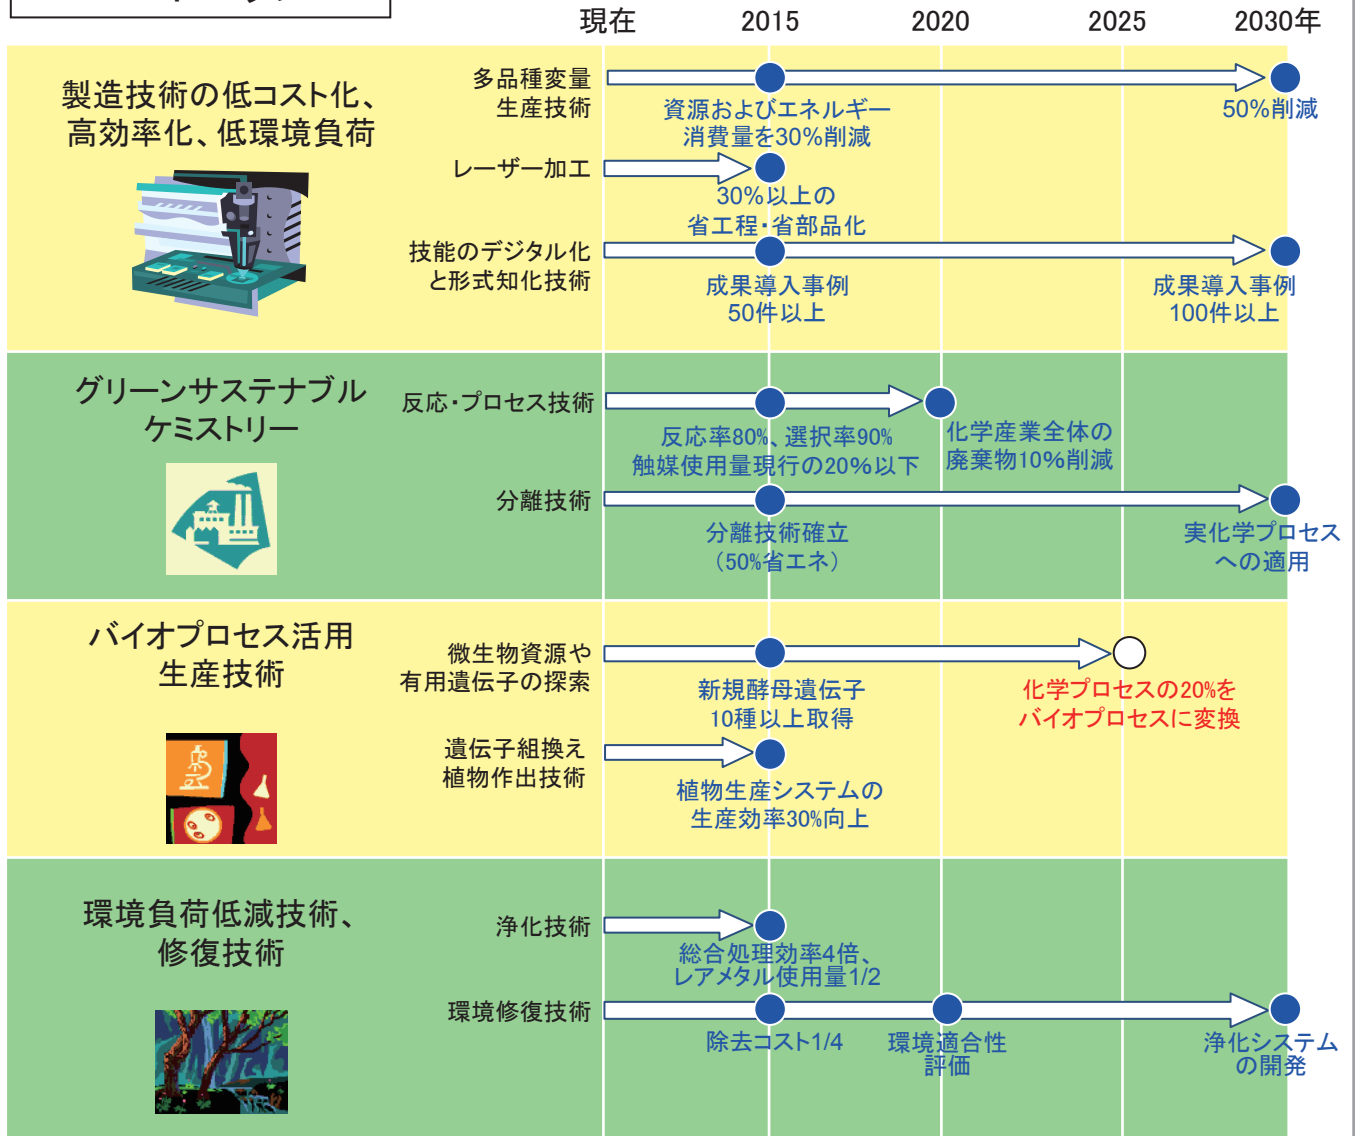 現在 2015 2020 2025 2030年
製造技術の低コスト化、
高効率化、低環境負荷
多品種変量
生産技術
資源およびエネルギー
消費量を30%削減
50%削減
レーザー加工
30%以上の
省工程・省部品化
技能のデジタル化
と形式知化技術
成果導入事例
50件以上
成果導入事例
100件以上
グリーンサステナブル
ケミストリー
反応・プロセス技術
反応率80%、選択率90%
触媒使用量現行の20%以下
化学産業全体の
廃棄物10%削減
分離技術
分離技術確立
(50%省エネ)
実化学プロセス
への適用
バイオプロセス活用
生産技術
微生物資源や
有用遺伝子の探索
新規酵母遺伝子
10種以上取得
化学プロセスの20%を
バイオプロセスに変換
遺伝子組換え
植物作出技術
植物生産システムの
生産効率30%向上
環境負荷低減技術、
修復技術
浄化技術
総合処理効率4倍、
レアメタル使用量1/2
環境修復技術
除去コスト1/4
環境適合性
評価
浄化システム
の開発